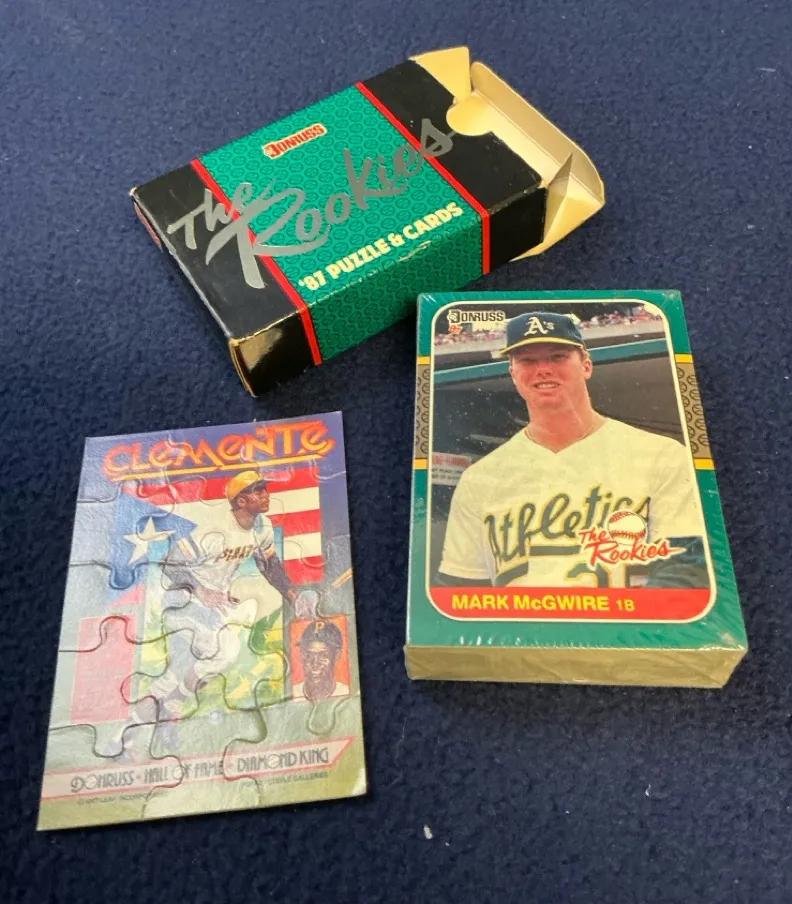 DONRUSS
The Rookies
'87 PUZZLE & CARDS
DONRUSS
A's
Athletics
The Rookies
MARK McGWIRE 1B
CLEMENTE
P
DONRUSS • HALL OF FAME • DIAMOND KING